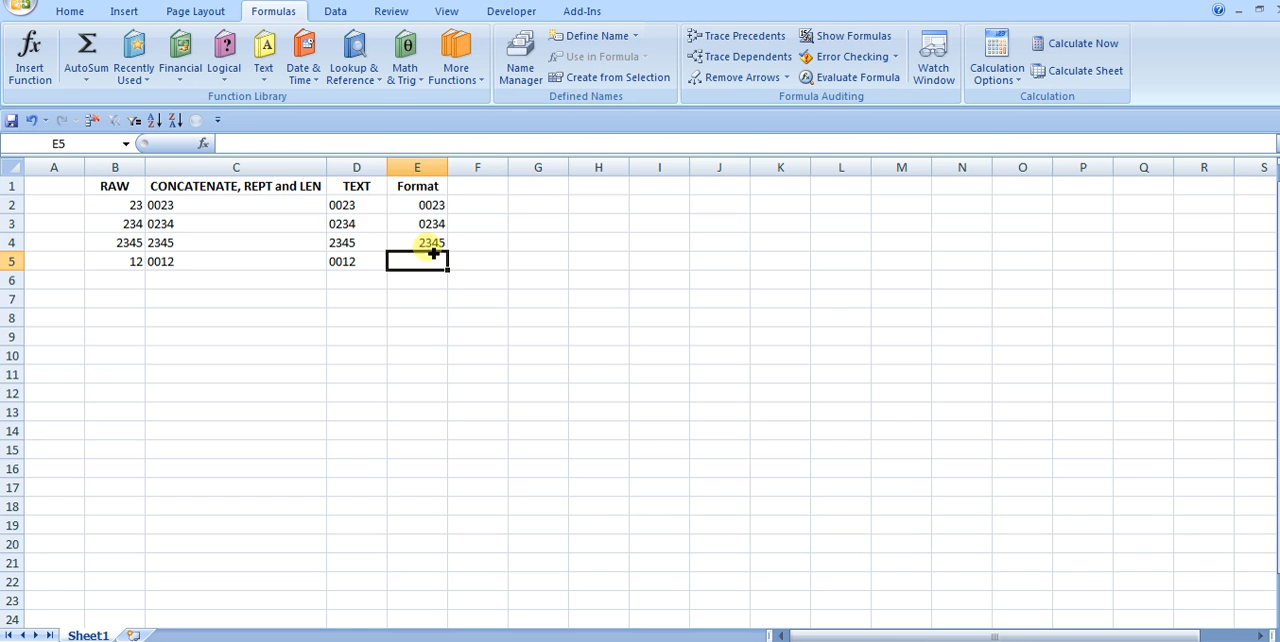 Home Insert Page Layout Formulas Data Review View Developer Add-Ins
Insert Function
AutoSum
Recently Used
Financial
Logical
Text
Date & Time
Lookup & Reference
Math & Trig
More Functions
Function Library
Name Manager
Define Name
Use in Formula
Create from Selection
Defined Names
Trace Precedents
Trace Dependents
Remove Arrows
Show Formulas
Error Checking
Evaluate Formula
Watch Window
Formula Auditing
Calculation Options
Calculate Now
Calculate Sheet
Calculation
E5 fx
A B C D E F G H I J K L M N O P Q R S
1 RAW CONCATENATE, REPT and LEN TEXT Format
2 23 0023 0023 0023
3 234 0234 0234 0234
4 2345 2345 2345 2345
5 12 0012 0012
6
7
8
9
10
11
12
13
14
15
16
17
18
19
20
21
22
23
24
Sheet1